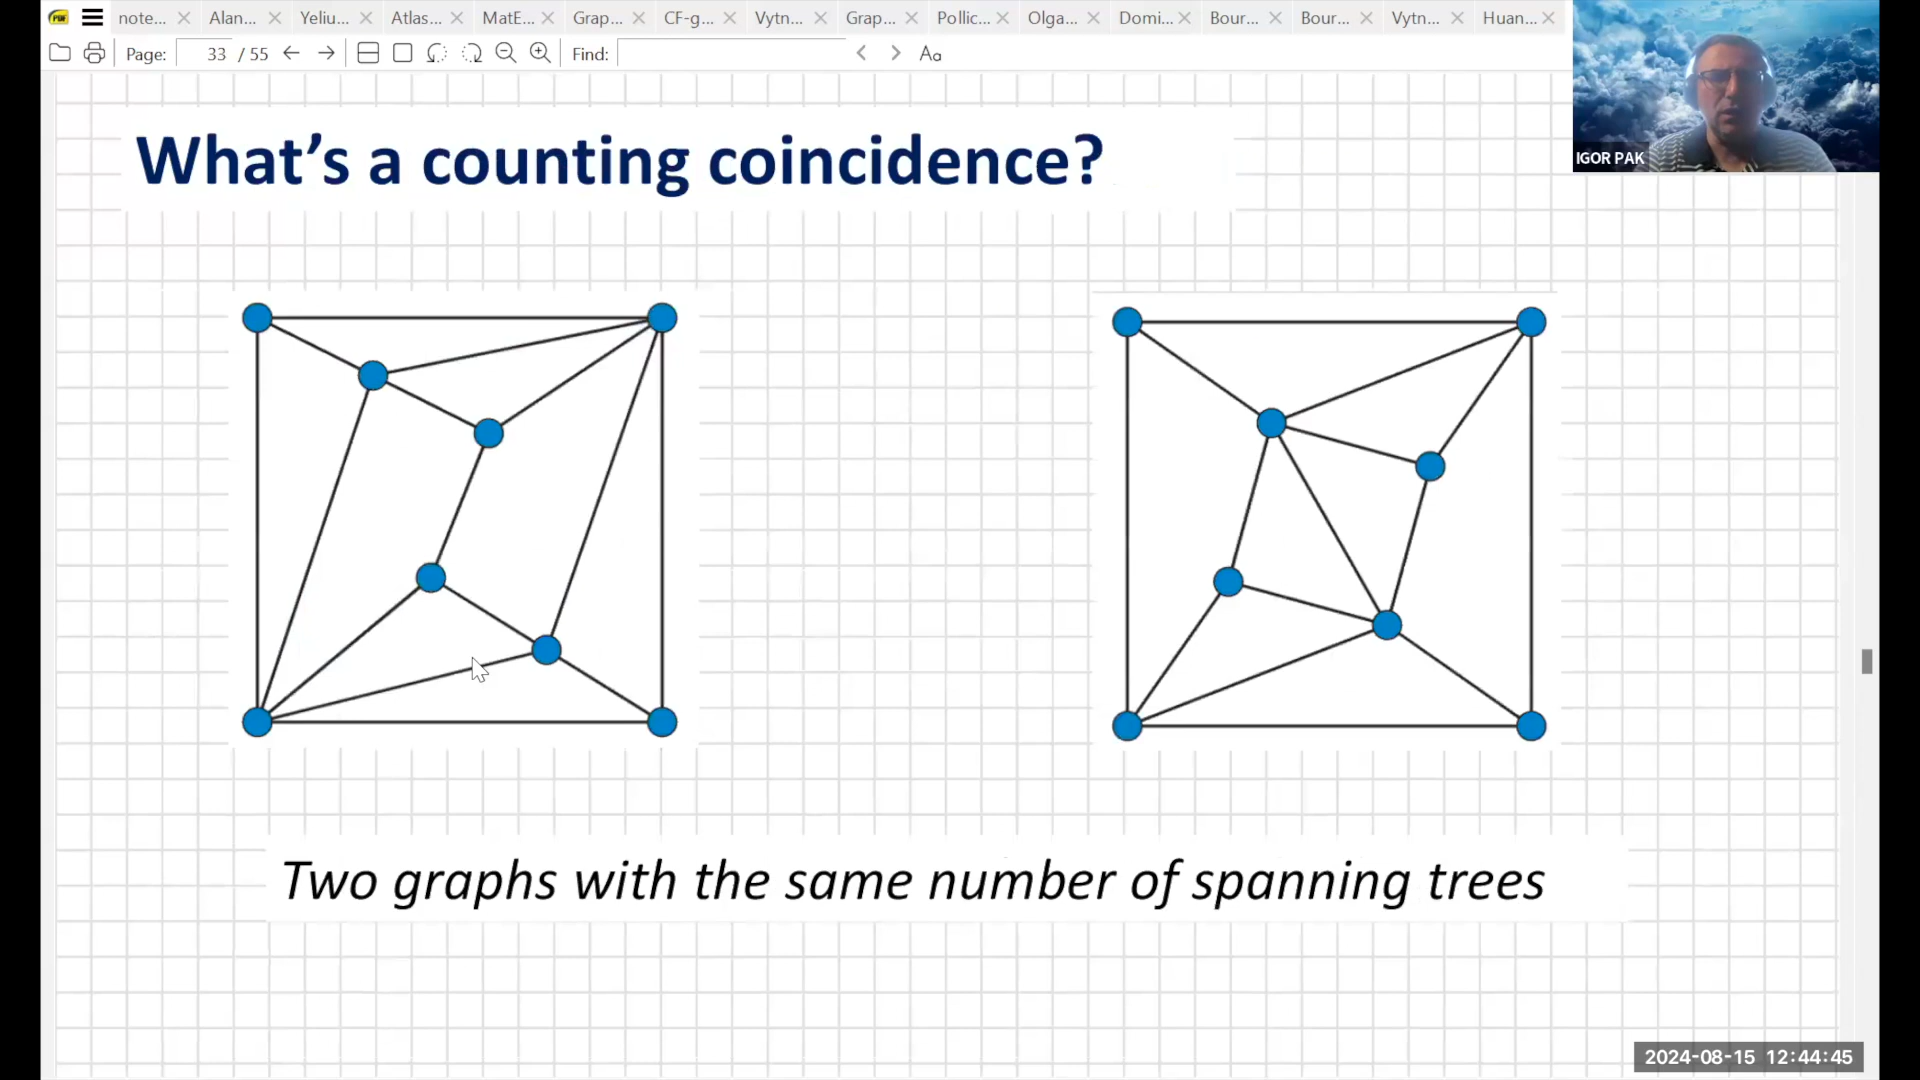 note... Alan... Yeliu... Atlas... MatE... Grap... CF-g... Vytn... Grap... Pollic... Olga... Domi... Bour... Bour... Vytn... Huan...
Page: 33 / 55 Find: Aa
IGOR PAK
What's a counting coincidence?
Two graphs with the same number of spanning trees
2024-08-15 12:44:45